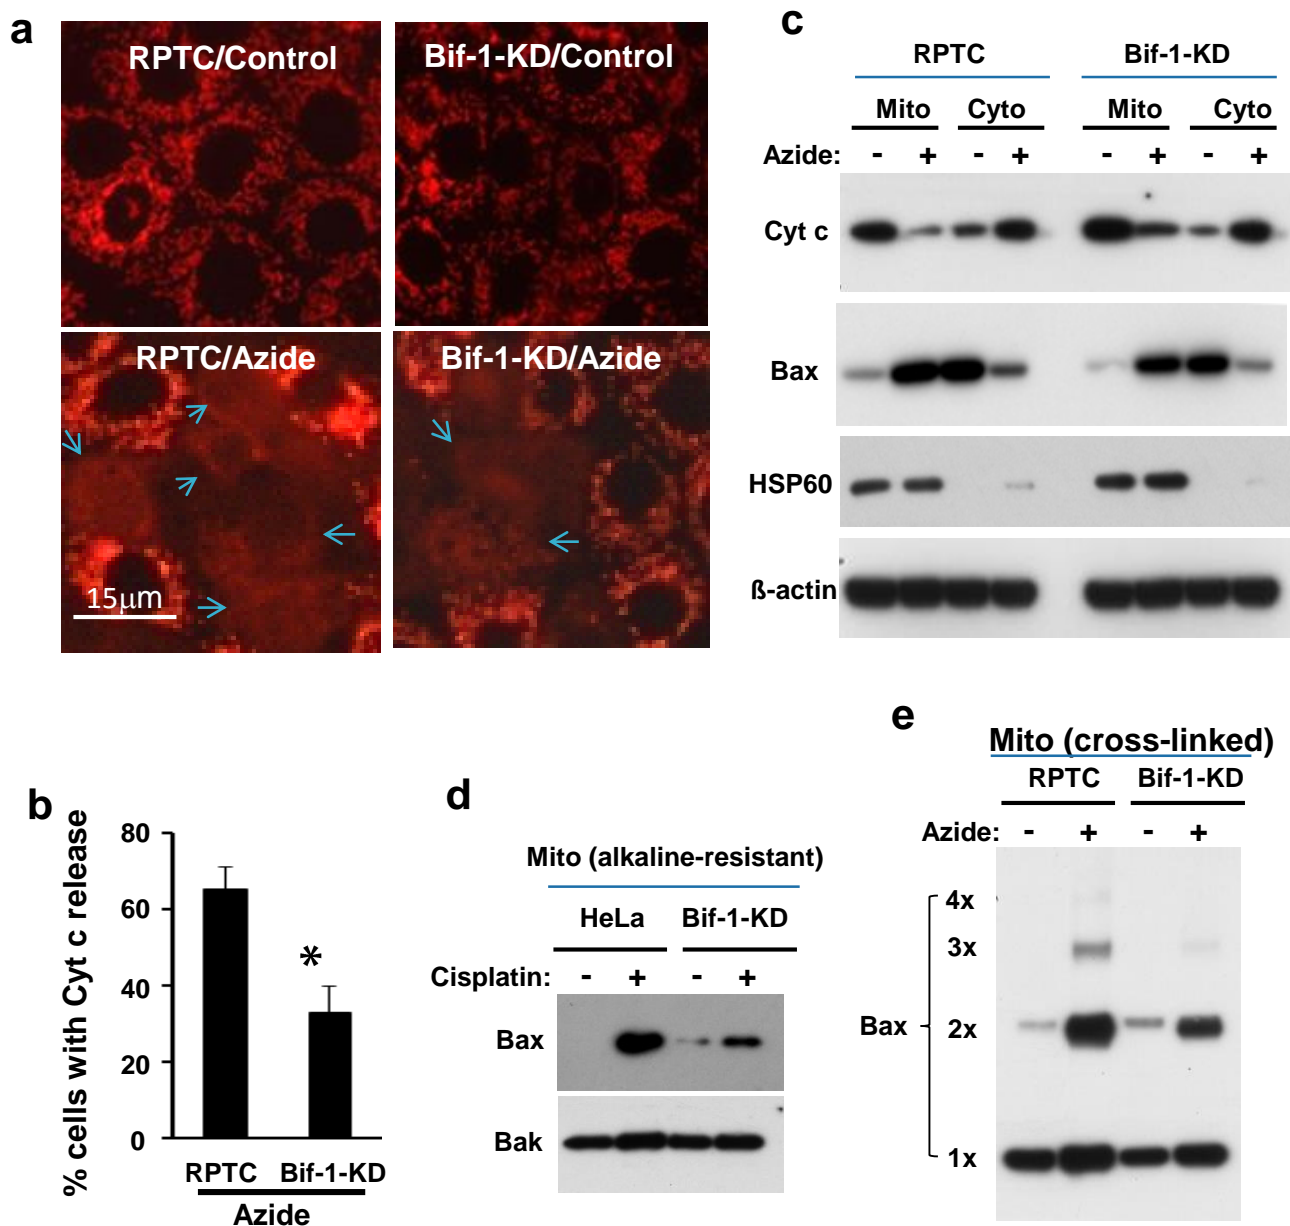 a
RPTC/Control
Bif-1-KD/Control
RPTC/Azide
Bif-1-KD/Azide
15μm
c
RPTC Bif-1-KD
Mito Cyto Mito Cyto
Azide: - + - + - + - +
Cyt c
Bax
HSP60
ß-actin
b
% cells with Cyt c release
80
60
40
20
0
*
RPTC Bif-1-KD
Azide
d
Mito (alkaline-resistant)
HeLa Bif-1-KD
Cisplatin: - + - +
Bax
Bak
e
Mito (cross-linked)
RPTC Bif-1-KD
Azide: - + - +
4x
3x
Bax
2x
1x